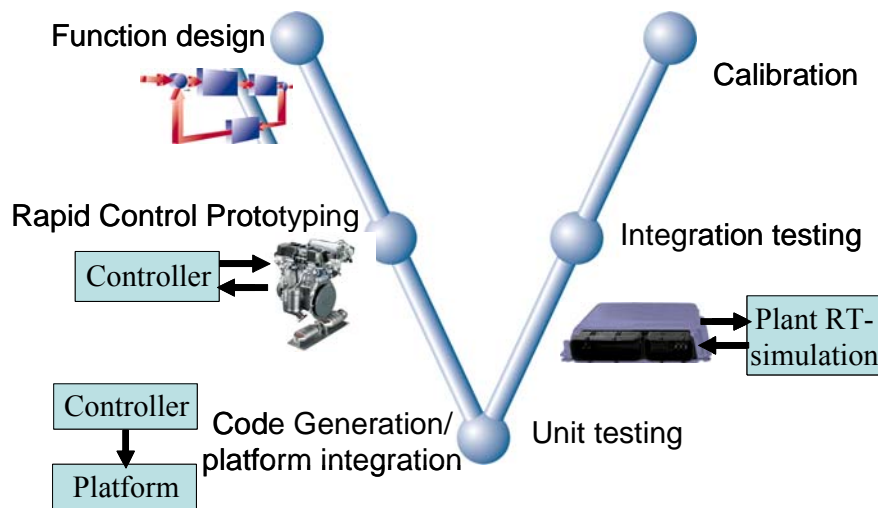 Function design
Calibration
Rapid Control Prototyping
Controller
Integration testing
Plant RT-
simulation
Controller
Platform
Code Generation/
platform integration
Unit testing